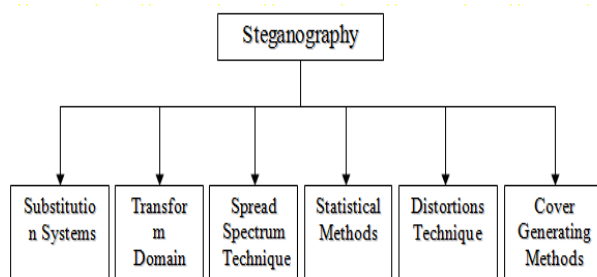 Steganography
Substitutio
n Systems
Transfor
m
Domain
Spread
Spectrum
Technique
Statistical
Methods
Distortions
Technique
Cover
Generating
Methods